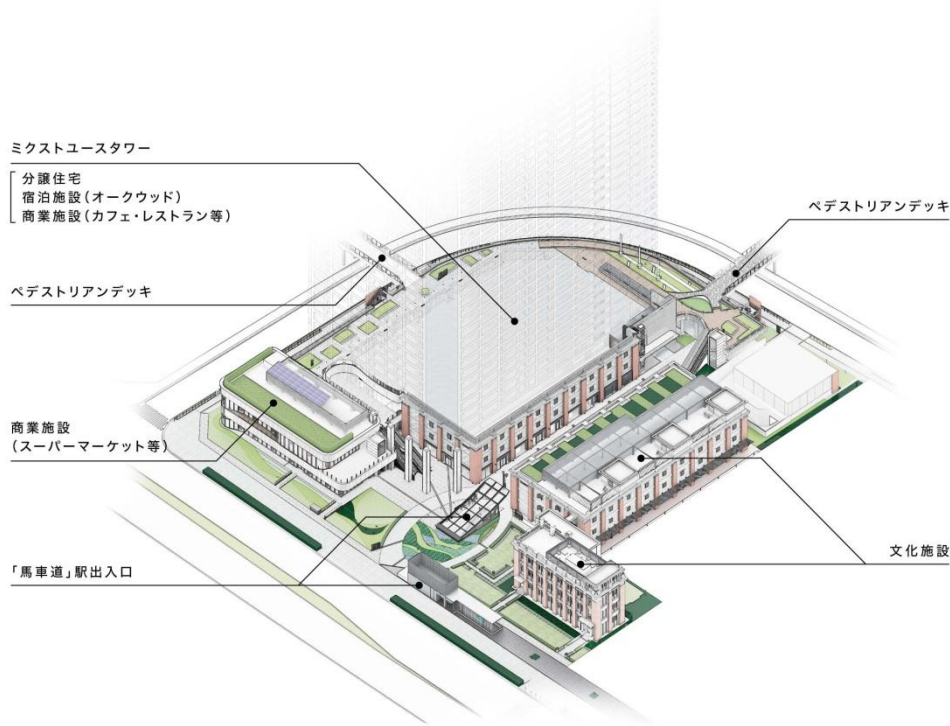 ミクストユースタワー
分譲住宅
宿泊施設(オークウッド)
商業施設(カフェ・レストラン等)
ペデストリアンデッキ
ペデストリアンデッキ
商業施設
(スーパーマーケット等)
文化施設
「馬車道」駅出入口